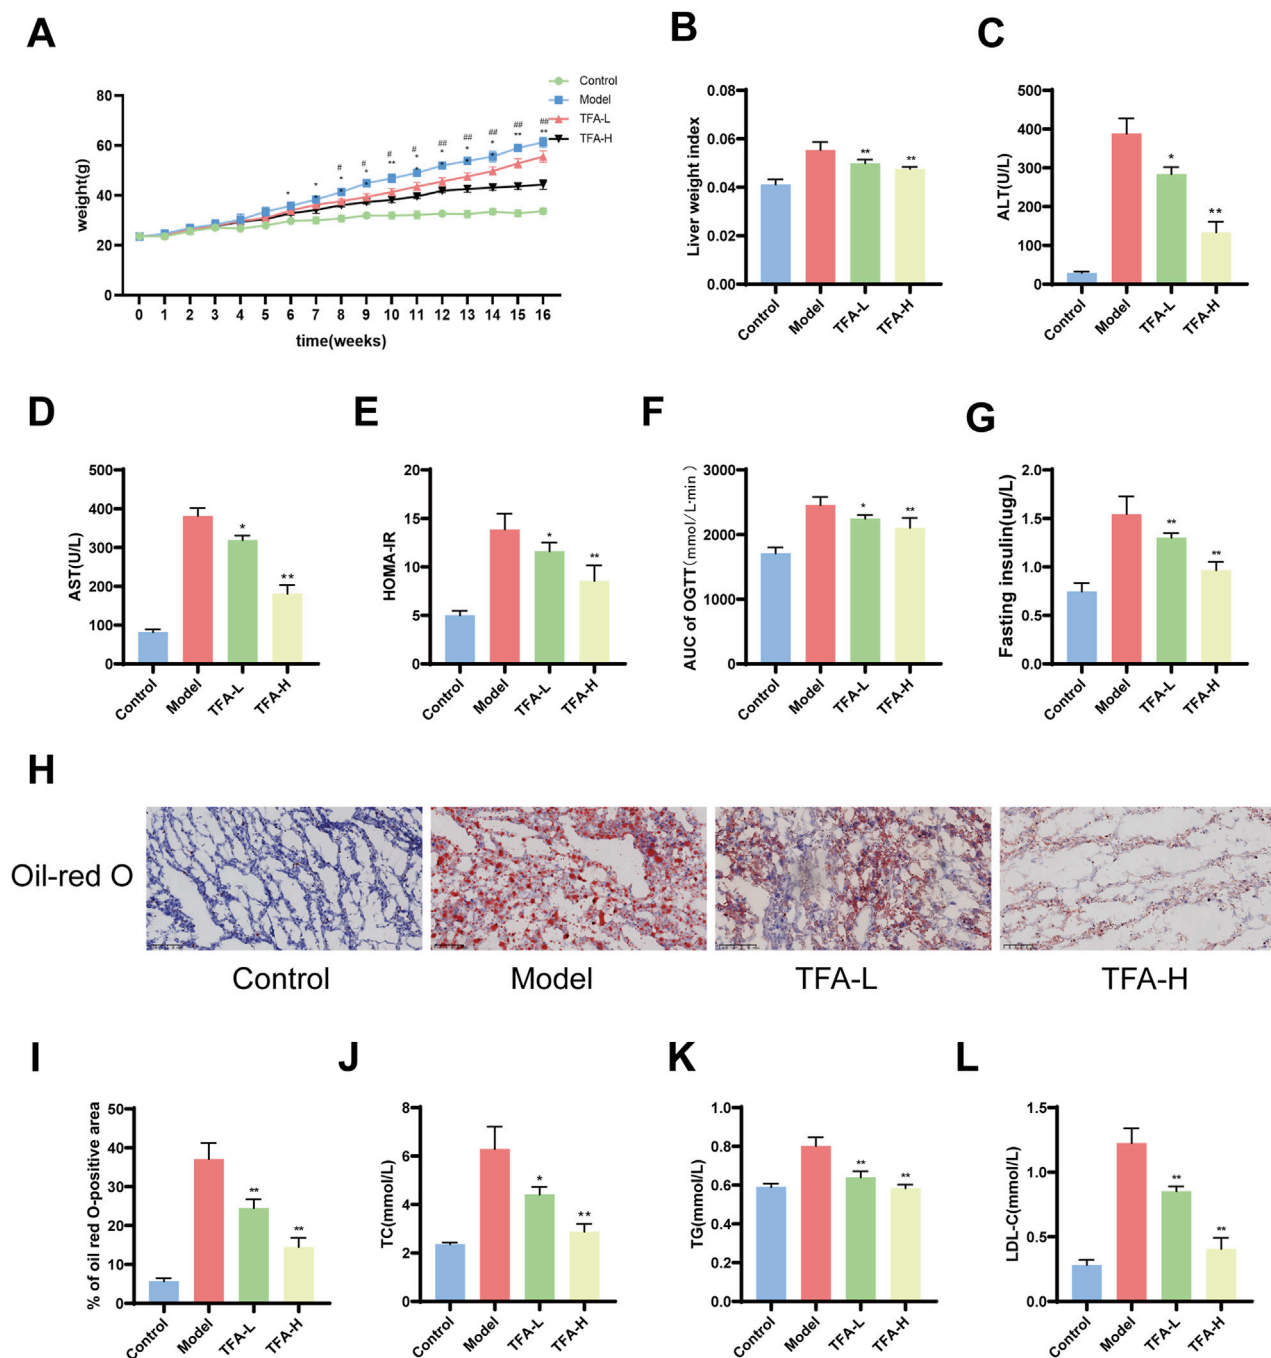 A
B
C
Control
Model
TFA-L
TFA-H
weight(g)
80
60
40
20
0
* * # * # * # ** # * ## * ## * ## * ## ** ## **
0 1 2 3 4 5 6 7 8 9 10 11 12 13 14 15 16
time(weeks)
Liver weight index
0.08
0.06
0.04
0.02
0.00
** **
Control Model TFA-L TFA-H
ALT(U/L)
500
400
300
200
100
0
* **
Control Model TFA-L TFA-H
D
E
F
G
AST(U/L)
500
400
300
200
100
0
* **
Control Model TFA-L TFA-H
HOMA-IR
20
15
10
5
0
* **
Control Model TFA-L TFA-H
AUC of OGTT(mmol/L·min)
3000
2000
1000
0
* **
Control Model TFA-L TFA-H
Fasting insulin(ug/L)
2.0
1.5
1.0
0.5
0.0
** **
Control Model TFA-L TFA-H
H
Oil-red O
Control Model TFA-L TFA-H
I
J
K
L
% of oil red O-positive area
50
40
30
20
10
0
** **
Control Model TFA-L TFA-H
TC(mmol/L)
8
6
4
2
0
* **
Control Model TFA-L TFA-H
TG(mmol/L)
1.0
0.8
0.6
0.4
0.2
0.0
** **
Control Model TFA-L TFA-H
LDL-C(mmol/L)
1.5
1.0
0.5
0.0
** **
Control Model TFA-L TFA-H